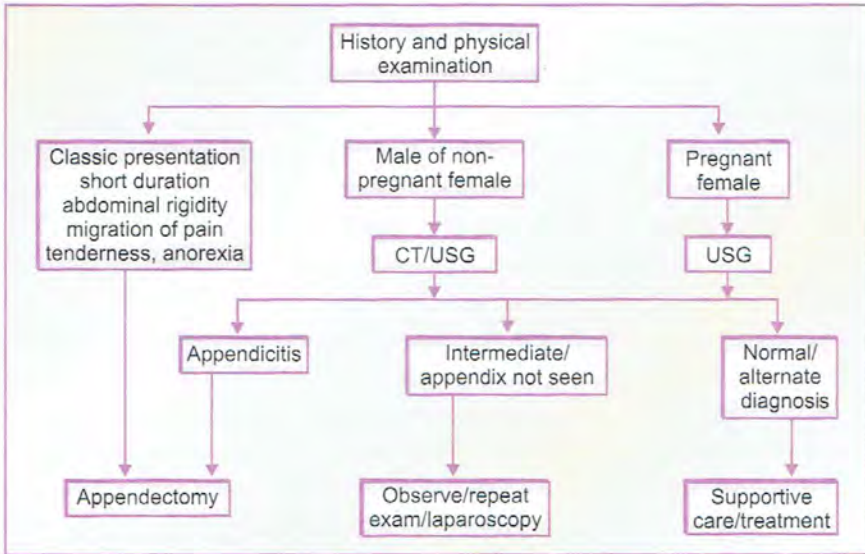 History and physical
examination
Classic presentation
short duration
abdominal rigidity
migration of pain
tenderness, anorexia
Male of non-
pregnant female
Pregnant
female
CT/USG
USG
Appendicitis
Intermediate/
appendix not seen
Normal/
alternate
diagnosis
Appendectomy
Observe/repeat
exam/laparoscopy
Supportive
care/treatment